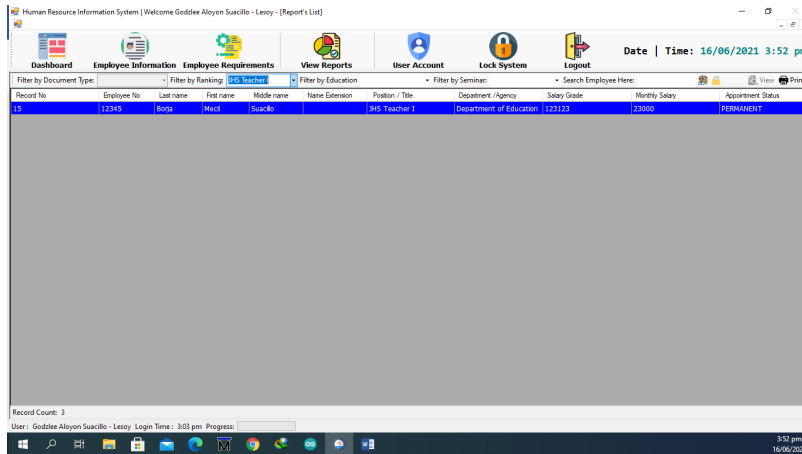 Human Resource Information System | Welcome Godzlee Aloyon Suacillo - Lesoy - [Report's List]
Dashboard Employee Information Employee Requirements View Reports User Account Lock System Logout Date | Time: 16/06/2021 3:52 pm
Filter by Document Type: Filter by Ranking: JHS Teacher I Filter by Education Filter by Seminar: Search Employee Here: View Prin
Record No Employee No Last name First name Middle name Name Extension Position / Title Department /Agency Salary Grade Monthly Salary Appointment Status
15 12345 Borja Mecil Suacillo JHS Teacher I Department of Education 123123 23000 PERMANENT
Record Count: 3
User : Godzlee Aloyon Suacillo - Lesoy Login Time : 3:03 pm Progress:
3:52 pm
16/06/202